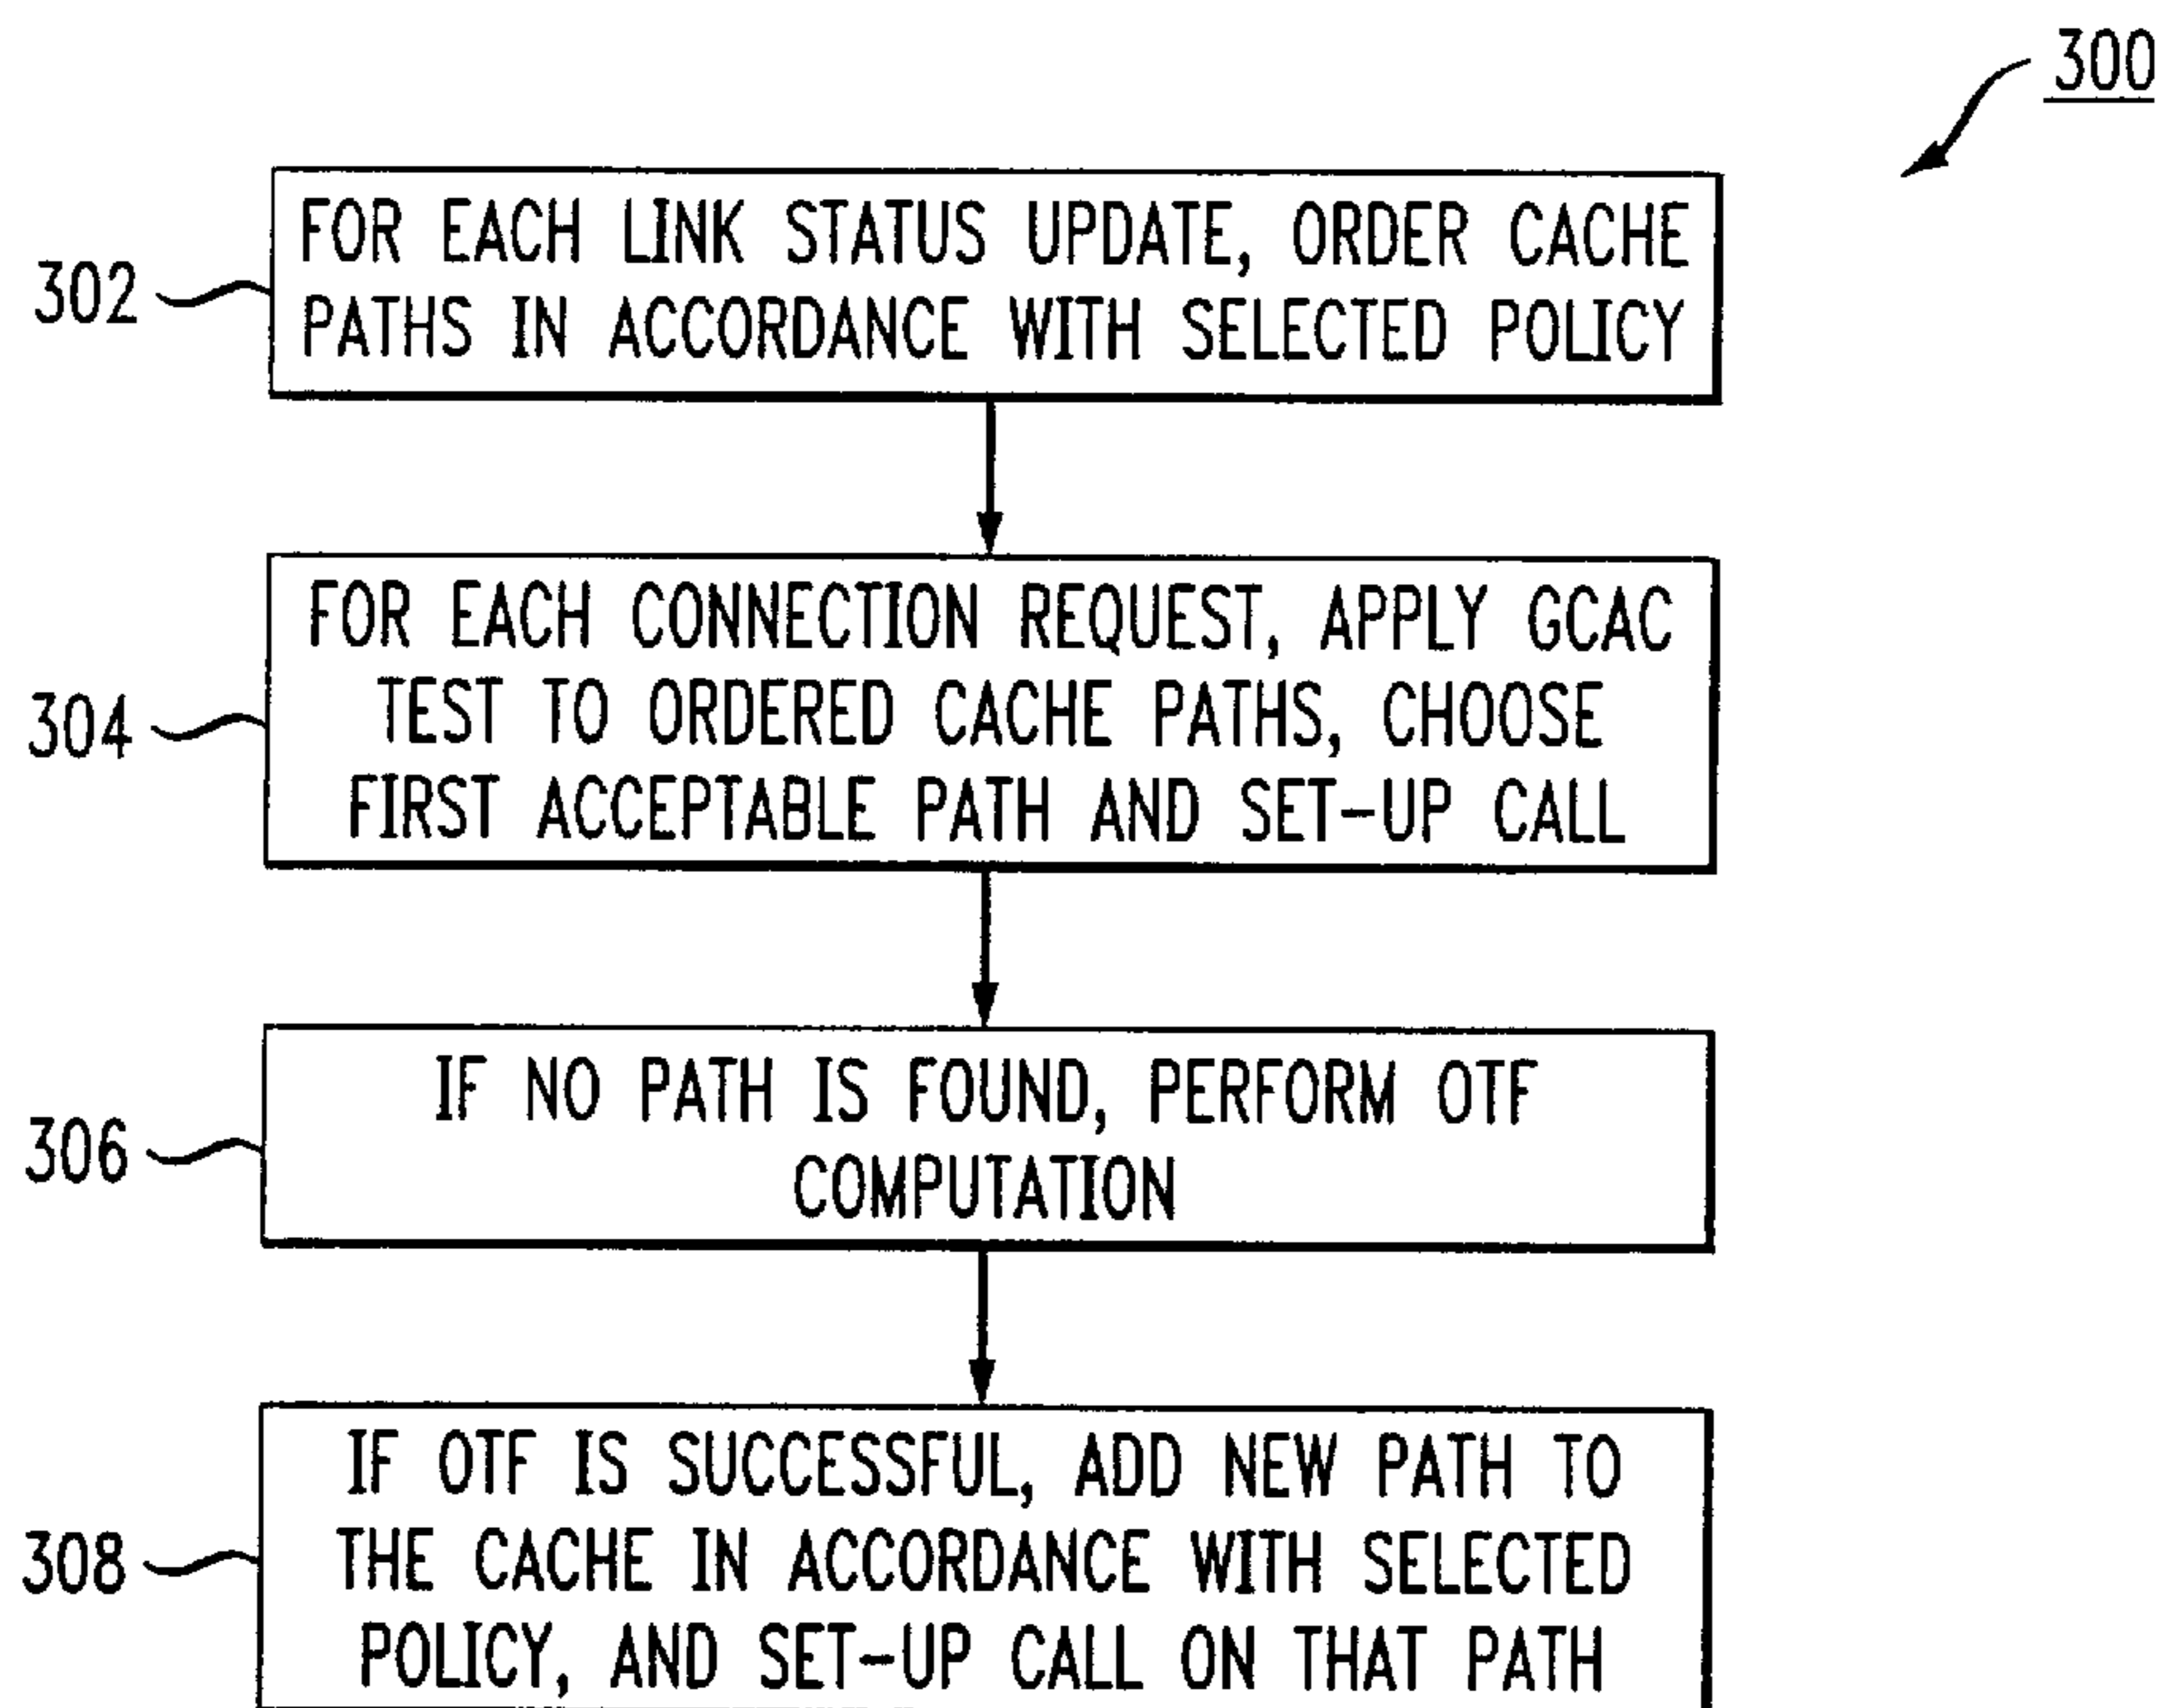 300
302
FOR EACH LINK STATUS UPDATE, ORDER CACHE
PATHS IN ACCORDANCE WITH SELECTED POLICY
304
FOR EACH CONNECTION REQUEST, APPLY GCAC
TEST TO ORDERED CACHE PATHS, CHOOSE
FIRST ACCEPTABLE PATH AND SET-UP CALL
306
IF NO PATH IS FOUND, PERFORM OTF
COMPUTATION
308
IF OTF IS SUCCESSFUL, ADD NEW PATH TO
THE CACHE IN ACCORDANCE WITH SELECTED
POLICY, AND SET-UP CALL ON THAT PATH